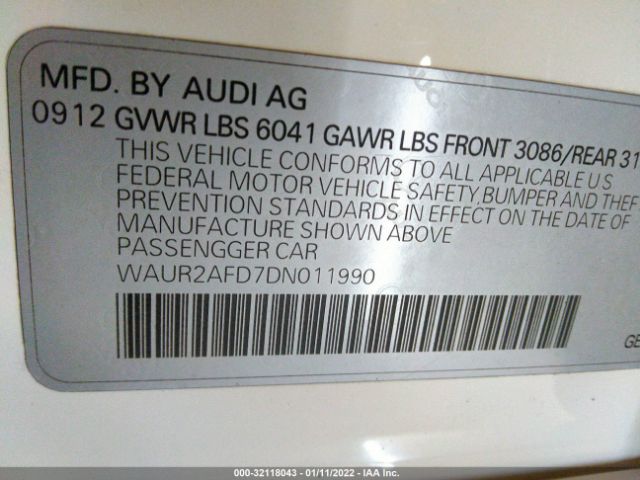 MFD. BY AUDI AG
0912 GVWR LBS 6041 GAWR LBS FRONT 3086/REAR 31
THIS VEHICLE CONFORMS TO ALL APPLICABLE U S
FEDERAL MOTOR VEHICLE SAFETY, BUMPER AND THEF
PREVENTION STANDARDS IN EFFECT ON THE DATE OF
MANUFACTURE SHOWN ABOVE
PASSENGGER CAR
WAUR2AFD7DN011990
GE
000-32118043 - 01/11/2022 - IAA Inc.